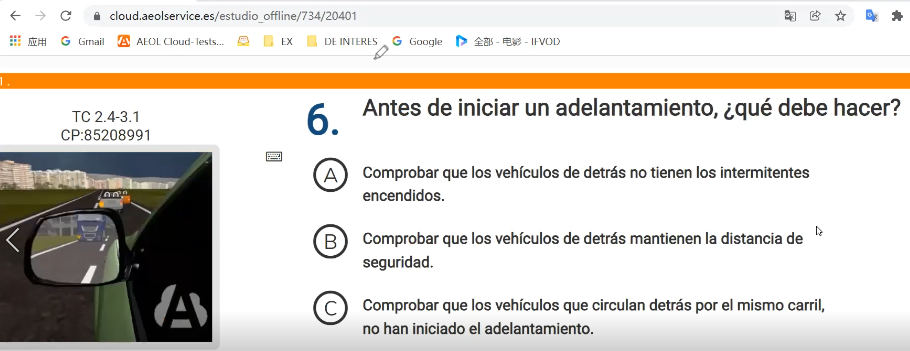 cloud.aeolservice.es/estudio_offline/734/20401
应用 Gmail AEOL Cloud-Tests... EX DE INTERES Google 全部 - 电影 - IFVOD
1.
TC 2.4-3.1
CP:85208991
6. Antes de iniciar un adelantamiento, ¿qué debe hacer?
A Comprobar que los vehículos de detrás no tienen los intermitentes
encendidos.
B Comprobar que los vehículos de detrás mantienen la distancia de
seguridad.
C Comprobar que los vehículos que circulan detrás por el mismo carril,
no han iniciado el adelantamiento.